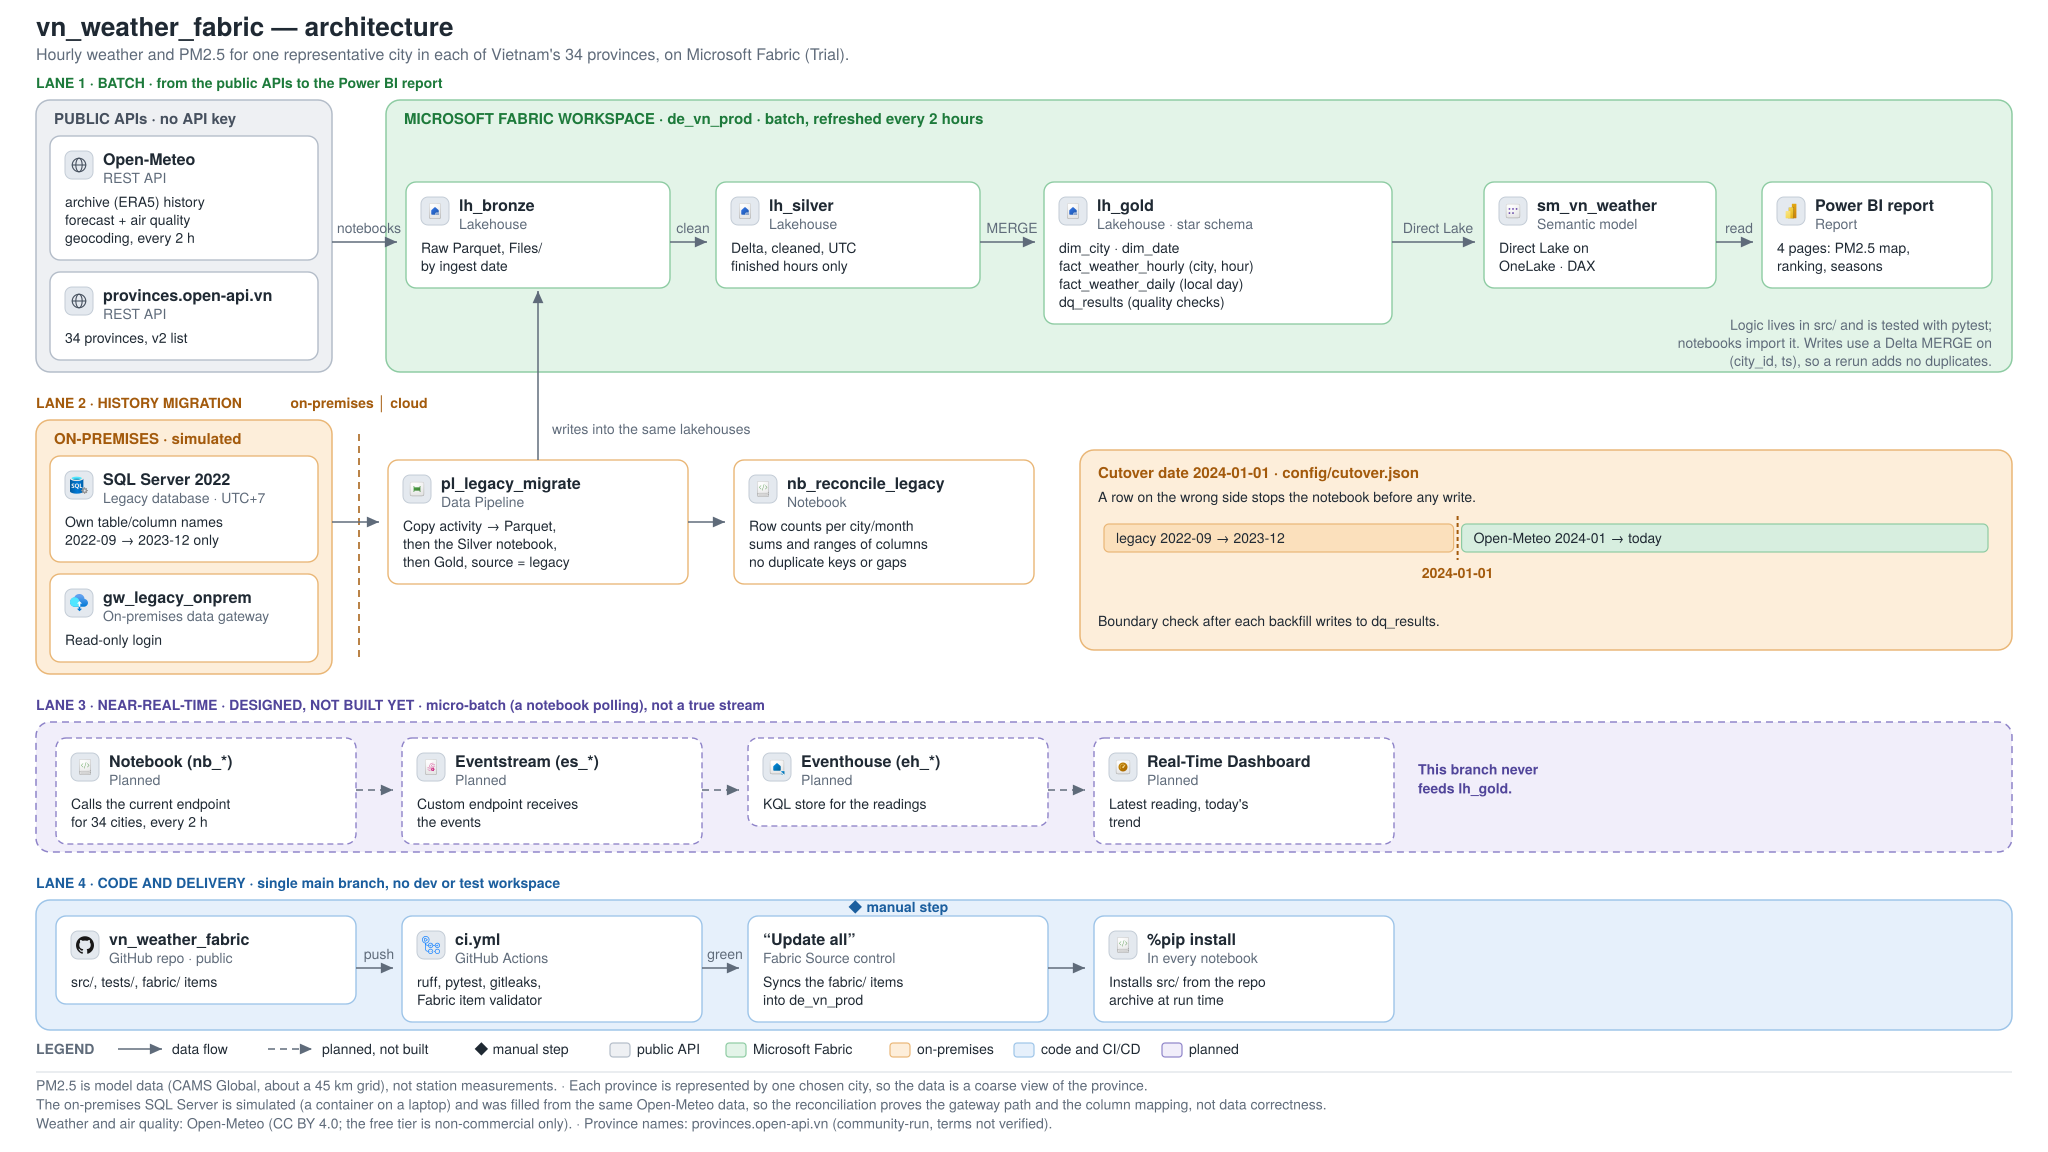 vn_weather_fabric — architecture
Hourly weather and PM2.5 for one representative city in each of Vietnam's 34 provinces, on Microsoft Fabric (Trial).
LANE 1 · BATCH · from the public APIs to the Power BI report
PUBLIC APIs · no API key
Open-Meteo
REST API
archive (ERA5) history
forecast + air quality
geocoding, every 2 h
provinces.open-api.vn
REST API
34 provinces, v2 list
notebooks
MICROSOFT FABRIC WORKSPACE · de_vn_prod · batch, refreshed every 2 hours
lh_bronze
Lakehouse
Raw Parquet, Files/
by ingest date
clean
lh_silver
Lakehouse
Delta, cleaned, UTC
finished hours only
MERGE
lh_gold
Lakehouse · star schema
dim_city · dim_date
fact_weather_hourly (city, hour)
fact_weather_daily (local day)
dq_results (quality checks)
Direct Lake
sm_vn_weather
Semantic model
Direct Lake on
OneLake · DAX
read
Power BI report
Report
4 pages: PM2.5 map,
ranking, seasons
Logic lives in src/ and is tested with pytest;
notebooks import it. Writes use a Delta MERGE on
(city_id, ts), so a rerun adds no duplicates.
LANE 2 · HISTORY MIGRATION
on-premises │ cloud
ON-PREMISES · simulated
SQL Server 2022
Legacy database · UTC+7
Own table/column names
2022-09 → 2023-12 only
gw_legacy_onprem
On-premises data gateway
Read-only login
writes into the same lakehouses
pl_legacy_migrate
Data Pipeline
Copy activity → Parquet,
then the Silver notebook,
then Gold, source = legacy
nb_reconcile_legacy
Notebook
Row counts per city/month
sums and ranges of columns
no duplicate keys or gaps
Cutover date 2024-01-01 · config/cutover.json
A row on the wrong side stops the notebook before any write.
legacy 2022-09 → 2023-12
Open-Meteo 2024-01 → today
2024-01-01
Boundary check after each backfill writes to dq_results.
LANE 3 · NEAR-REAL-TIME · DESIGNED, NOT BUILT YET · micro-batch (a notebook polling), not a true stream
Notebook (nb_*)
Planned
Calls the current endpoint
for 34 cities, every 2 h
Eventstream (es_*)
Planned
Custom endpoint receives
the events
Eventhouse (eh_*)
Planned
KQL store for the readings
Real-Time Dashboard
Planned
Latest reading, today's
trend
This branch never
feeds lh_gold.
LANE 4 · CODE AND DELIVERY · single main branch, no dev or test workspace
vn_weather_fabric
GitHub repo · public
src/, tests/, fabric/ items
push
ci.yml
GitHub Actions
ruff, pytest, gitleaks,
Fabric item validator
green
◆ manual step
“Update all”
Fabric Source control
Syncs the fabric/ items
into de_vn_prod
%pip install
In every notebook
Installs src/ from the repo
archive at run time
LEGEND
data flow
planned, not built
◆ manual step
public API
Microsoft Fabric
on-premises
code and CI/CD
planned
PM2.5 is model data (CAMS Global, about a 45 km grid), not station measurements. · Each province is represented by one chosen city, so the data is a coarse view of the province.
The on-premises SQL Server is simulated (a container on a laptop) and was filled from the same Open-Meteo data, so the reconciliation proves the gateway path and the column mapping, not data correctness.
Weather and air quality: Open-Meteo (CC BY 4.0; the free tier is non-commercial only). · Province names: provinces.open-api.vn (community-run, terms not verified).